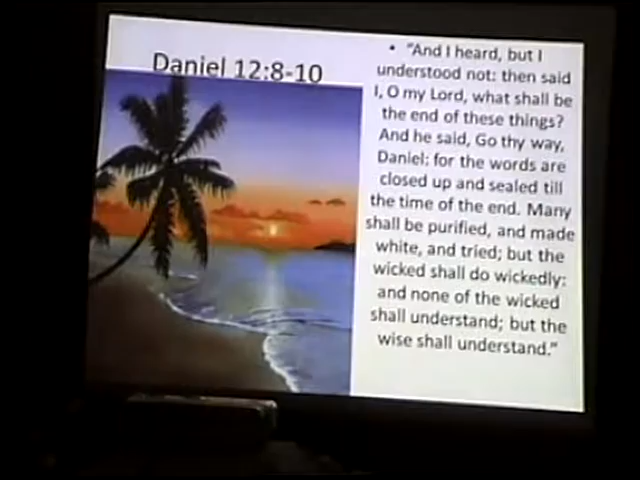 Daniel 12:8-10
• "And I heard, but I
understood not: then said
I, O my Lord, what shall be
the end of these things?
And he said, Go thy way,
Daniel: for the words are
closed up and sealed till
the time of the end. Many
shall be purified, and made
white, and tried; but the
wicked shall do wickedly:
and none of the wicked
shall understand; but the
wise shall understand."